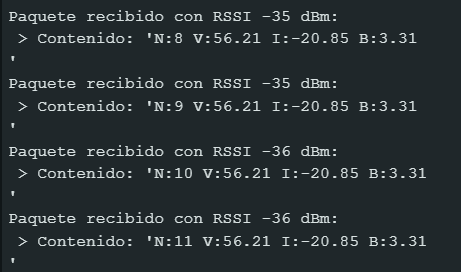 Paquete recibido con RSSI -35 dBm:
 > Contenido: 'N:8 V:56.21 I:-20.85 B:3.31
'
Paquete recibido con RSSI -35 dBm:
 > Contenido: 'N:9 V:56.21 I:-20.85 B:3.31
'
Paquete recibido con RSSI -36 dBm:
 > Contenido: 'N:10 V:56.21 I:-20.85 B:3.31
'
Paquete recibido con RSSI -36 dBm:
 > Contenido: 'N:11 V:56.21 I:-20.85 B:3.31
'